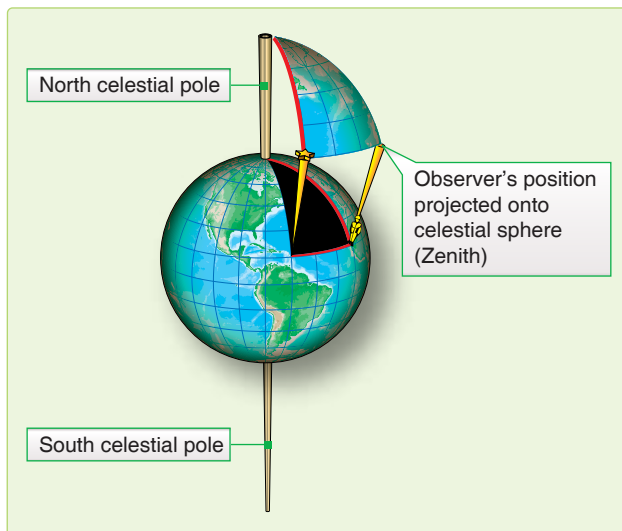 North celestial pole
Observer's position
projected onto
celestial sphere
(Zenith)
South celestial pole